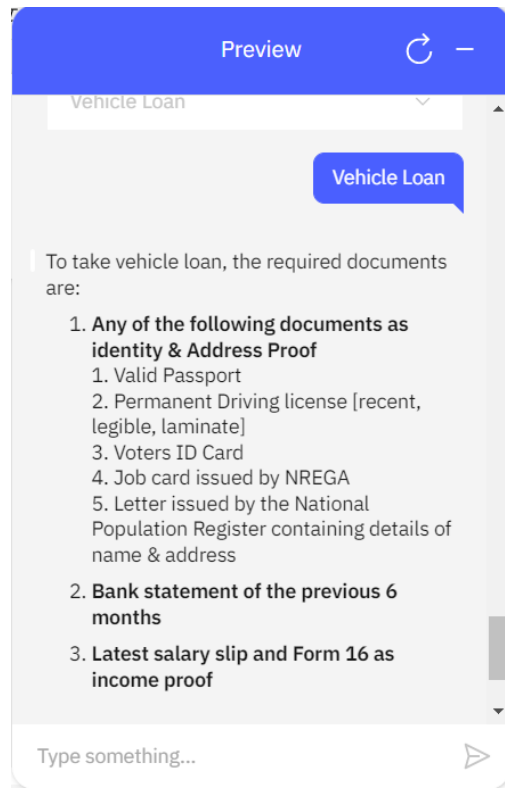 Preview
Vehicle Loan
Vehicle Loan
To take vehicle loan, the required documents
are:
1. Any of the following documents as
identity & Address Proof
1. Valid Passport
2. Permanent Driving license [recent,
legible, laminate]
3. Voters ID Card
4. Job card issued by NREGA
5. Letter issued by the National
Population Register containing details of
name & address
2. Bank statement of the previous 6
months
3. Latest salary slip and Form 16 as
income proof
Type something...